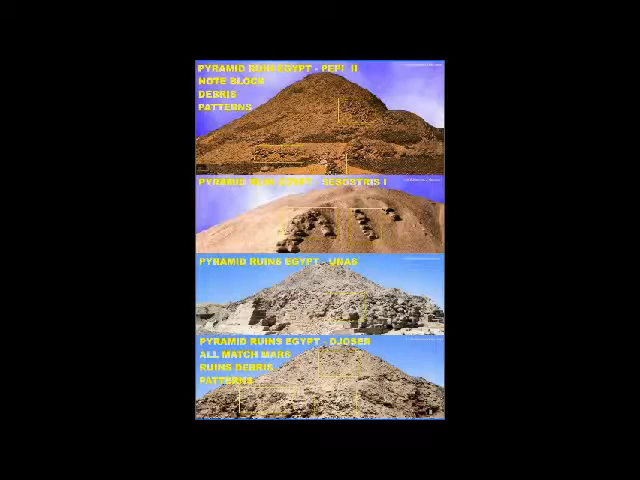 PYRAMID RUIN EGYPT - PEPI II
NOTE BLOCK
DEBRIS
PATTERNS
PYRAMID RUIN EGYPT - SESOSTRIS I
PYRAMID RUINS EGYPT - UNAS
PYRAMID RUINS EGYPT - DJOSER
ALL MATCH MARS
RUINS DEBRIS
PATTERNS